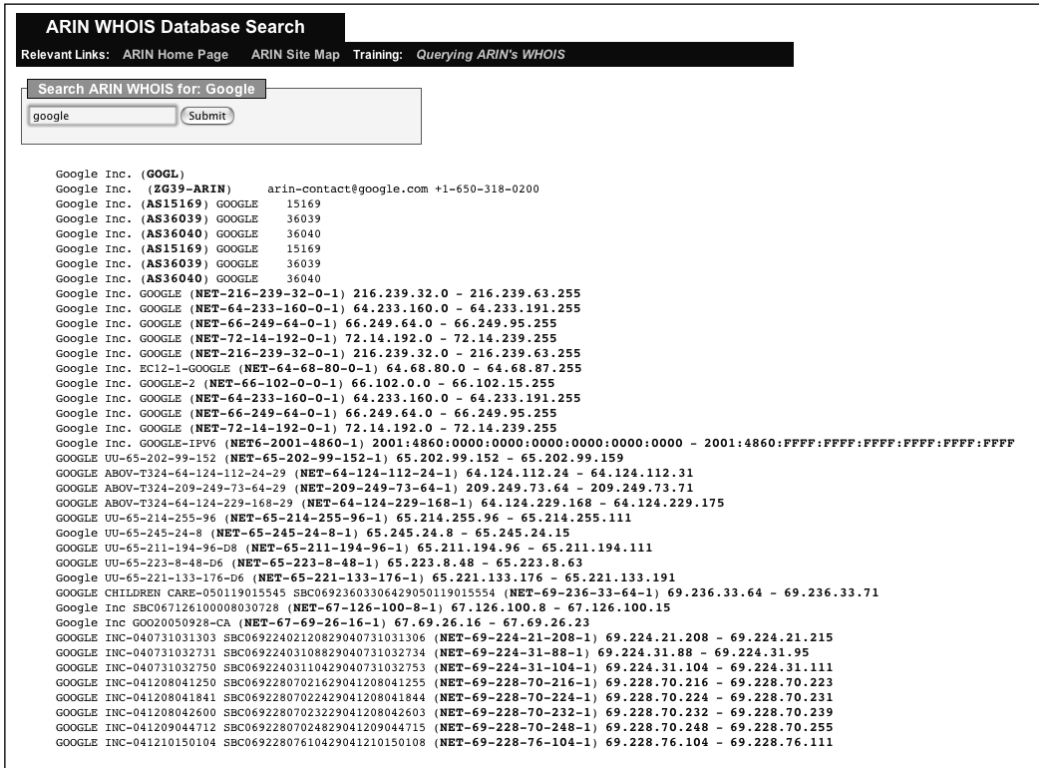 ARIN WHOIS Database Search
Relevant Links: ARIN Home Page ARIN Site Map Training: Querying ARIN's WHOIS
Search ARIN WHOIS for: Google
google Submit
Google Inc. (GOGL)
Google Inc. (ZG39-ARIN) arin-contact@google.com +1-650-318-0200
Google Inc. (AS15169) GOOGLE 15169
Google Inc. (AS36039) GOOGLE 36039
Google Inc. (AS36040) GOOGLE 36040
Google Inc. (AS15169) GOOGLE 15169
Google Inc. (AS36039) GOOGLE 36039
Google Inc. (AS36040) GOOGLE 36040
Google Inc. GOOGLE (NET-216-239-32-0-1) 216.239.32.0 - 216.239.63.255
Google Inc. GOOGLE (NET-64-233-160-0-1) 64.233.160.0 - 64.233.191.255
Google Inc. GOOGLE (NET-66-249-64-0-1) 66.249.64.0 - 66.249.95.255
Google Inc. GOOGLE (NET-72-14-192-0-1) 72.14.192.0 - 72.14.239.255
Google Inc. GOOGLE (NET-216-239-32-0-1) 216.239.32.0 - 216.239.63.255
Google Inc. EC12-1-GOOGLE (NET-64-68-80-0-1) 64.68.80.0 - 64.68.87.255
Google Inc. GOOGLE-2 (NET-66-102-0-0-1) 66.102.0.0 - 66.102.15.255
Google Inc. GOOGLE (NET-64-233-160-0-1) 64.233.160.0 - 64.233.191.255
Google Inc. GOOGLE (NET-66-249-64-0-1) 66.249.64.0 - 66.249.95.255
Google Inc. GOOGLE (NET-72-14-192-0-1) 72.14.192.0 - 72.14.239.255
Google Inc. GOOGLE-IPV6 (NET6-2001-4860-1) 2001:4860:0000:0000:0000:0000:0000:0000 - 2001:4860:FFFF:FFFF:FFFF:FFFF:FFFF:FFFF
GOOGLE UU-65-202-99-152 (NET-65-202-99-152-1) 65.202.99.152 - 65.202.99.159
GOOGLE ABOV-T324-64-124-112-24-29 (NET-64-124-112-24-1) 64.124.112.24 - 64.124.112.31
GOOGLE ABOV-T324-209-249-73-64-29 (NET-209-249-73-64-1) 209.249.73.64 - 209.249.73.71
GOOGLE ABOV-T324-64-124-229-168-29 (NET-64-124-229-168-1) 64.124.229.168 - 64.124.229.175
GOOGLE UU-65-214-255-96 (NET-65-214-255-96-1) 65.214.255.96 - 65.214.255.111
Google UU-65-245-24-8 (NET-65-245-24-8-1) 65.245.24.8 - 65.245.24.15
GOOGLE UU-65-211-194-96-D8 (NET-65-211-194-96-1) 65.211.194.96 - 65.211.194.111
GOOGLE UU-65-223-8-48-D6 (NET-65-223-8-48-1) 65.223.8.48 - 65.223.8.63
Google UU-65-221-133-176-D6 (NET-65-221-133-176-1) 65.221.133.176 - 65.221.133.191
GOOGLE CHILDREN CARE-050119015545 SBC06923603306429050119015554 (NET-69-236-33-64-1) 69.236.33.64 - 69.236.33.71
Google Inc SBC067126100008030728 (NET-67-126-100-8-1) 67.126.100.8 - 67.126.100.15
Google Inc GOO20050928-CA (NET-67-69-26-16-1) 67.69.26.16 - 67.69.26.23
GOOGLE INC-040731031303 SBC06922402120829040731031306 (NET-69-224-21-208-1) 69.224.21.208 - 69.224.21.215
GOOGLE INC-040731032731 SBC06922403108829040731032734 (NET-69-224-31-88-1) 69.224.31.88 - 69.224.31.95
GOOGLE INC-040731032750 SBC06922403110429040731032753 (NET-69-224-31-104-1) 69.224.31.104 - 69.224.31.111
GOOGLE INC-041208041250 SBC06922807021629041208041255 (NET-69-228-70-216-1) 69.228.70.216 - 69.228.70.223
GOOGLE INC-041208041841 SBC06922807022429041208041844 (NET-69-228-70-224-1) 69.228.70.224 - 69.228.70.231
GOOGLE INC-041208042600 SBC06922807023229041208042603 (NET-69-228-70-232-1) 69.228.70.232 - 69.228.70.239
GOOGLE INC-041209044712 SBC06922807024829041209044715 (NET-69-228-70-248-1) 69.228.70.248 - 69.228.70.255
GOOGLE INC-041210150104 SBC06922807610429041210150108 (NET-69-228-76-104-1) 69.228.76.104 - 69.228.76.111